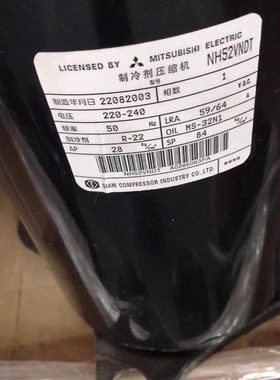 LICENSED BY MITSUBISHI ELECTRIC
制冷剂压缩机 NH52VNDT
型号
制造年月日 22082003 相数 1
电压 220-240 V A.C.
频率 50 Hz LRA 59/64 A
制冷剂 R-22 OIL MS-32N1
AP 28 SP 84
NH52VNDT
SIAM COMPRESSOR INDUSTRY CO.,LTD.